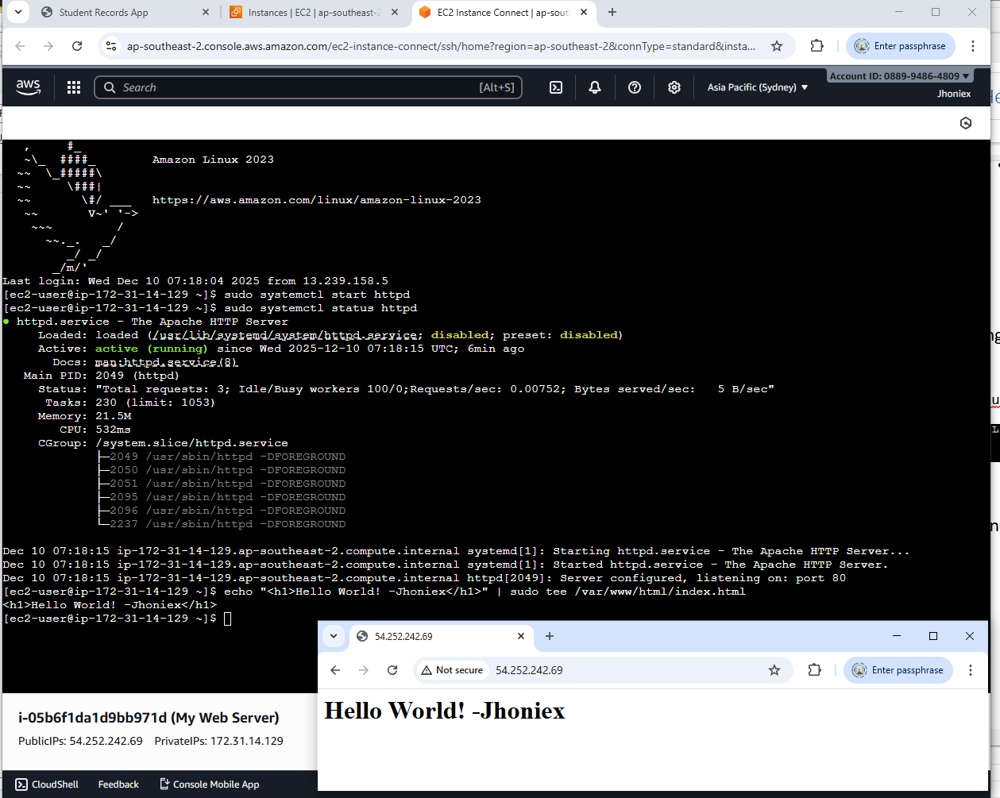 Student Records App
Instances | EC2 | ap-southeast-2
EC2 Instance Connect | ap-sout
ap-southeast-2.console.aws.amazon.com/ec2-instance-connect/ssh/home?region=ap-southeast-2&connType=standard&insta...
Enter passphrase
aws
Search [Alt+S]
Asia Pacific (Sydney)
Account ID: 0889-9486-4809
Jhoniex
   ,     #_
   ~\_  ####_        Amazon Linux 2023
  ~~  \_#####\
  ~~     \###|
  ~~       \#/ ___   https://aws.amazon.com/linux/amazon-linux-2023
   ~~       V~' '->
    ~~~         /
      ~~._.   _/
         _/ _/
       _/m/'
Last login: Wed Dec 10 07:18:04 2025 from 13.239.158.5
[ec2-user@ip-172-31-14-129 ~]$ sudo systemctl start httpd
[ec2-user@ip-172-31-14-129 ~]$ sudo systemctl status httpd
● httpd.service - The Apache HTTP Server
     Loaded: loaded (/usr/lib/systemd/system/httpd.service; disabled; preset: disabled)
     Active: active (running) since Wed 2025-12-10 07:18:15 UTC; 6min ago
       Docs: man:httpd.service(8)
   Main PID: 2049 (httpd)
     Status: "Total requests: 3; Idle/Busy workers 100/0;Requests/sec: 0.00752; Bytes served/sec:   5 B/sec"
      Tasks: 230 (limit: 1053)
     Memory: 21.5M
        CPU: 532ms
     CGroup: /system.slice/httpd.service
             ├─2049 /usr/sbin/httpd -DFOREGROUND
             ├─2050 /usr/sbin/httpd -DFOREGROUND
             ├─2051 /usr/sbin/httpd -DFOREGROUND
             ├─2095 /usr/sbin/httpd -DFOREGROUND
             ├─2096 /usr/sbin/httpd -DFOREGROUND
             └─2237 /usr/sbin/httpd -DFOREGROUND
Dec 10 07:18:15 ip-172-31-14-129.ap-southeast-2.compute.internal systemd[1]: Starting httpd.service - The Apache HTTP Server...
Dec 10 07:18:15 ip-172-31-14-129.ap-southeast-2.compute.internal systemd[1]: Started httpd.service - The Apache HTTP Server.
Dec 10 07:18:15 ip-172-31-14-129.ap-southeast-2.compute.internal httpd[2049]: Server configured, listening on: port 80
[ec2-user@ip-172-31-14-129 ~]$ echo "<h1>Hello World! -Jhoniex</h1>" | sudo tee /var/www/html/index.html
<h1>Hello World! -Jhoniex</h1>
[ec2-user@ip-172-31-14-129 ~]$
54.252.242.69
Not secure 54.252.242.69
Enter passphrase
Hello World! -Jhoniex
i-05b6f1da1d9bb971d (My Web Server)
PublicIPs: 54.252.242.69 PrivateIPs: 172.31.14.129
CloudShell Feedback Console Mobile App